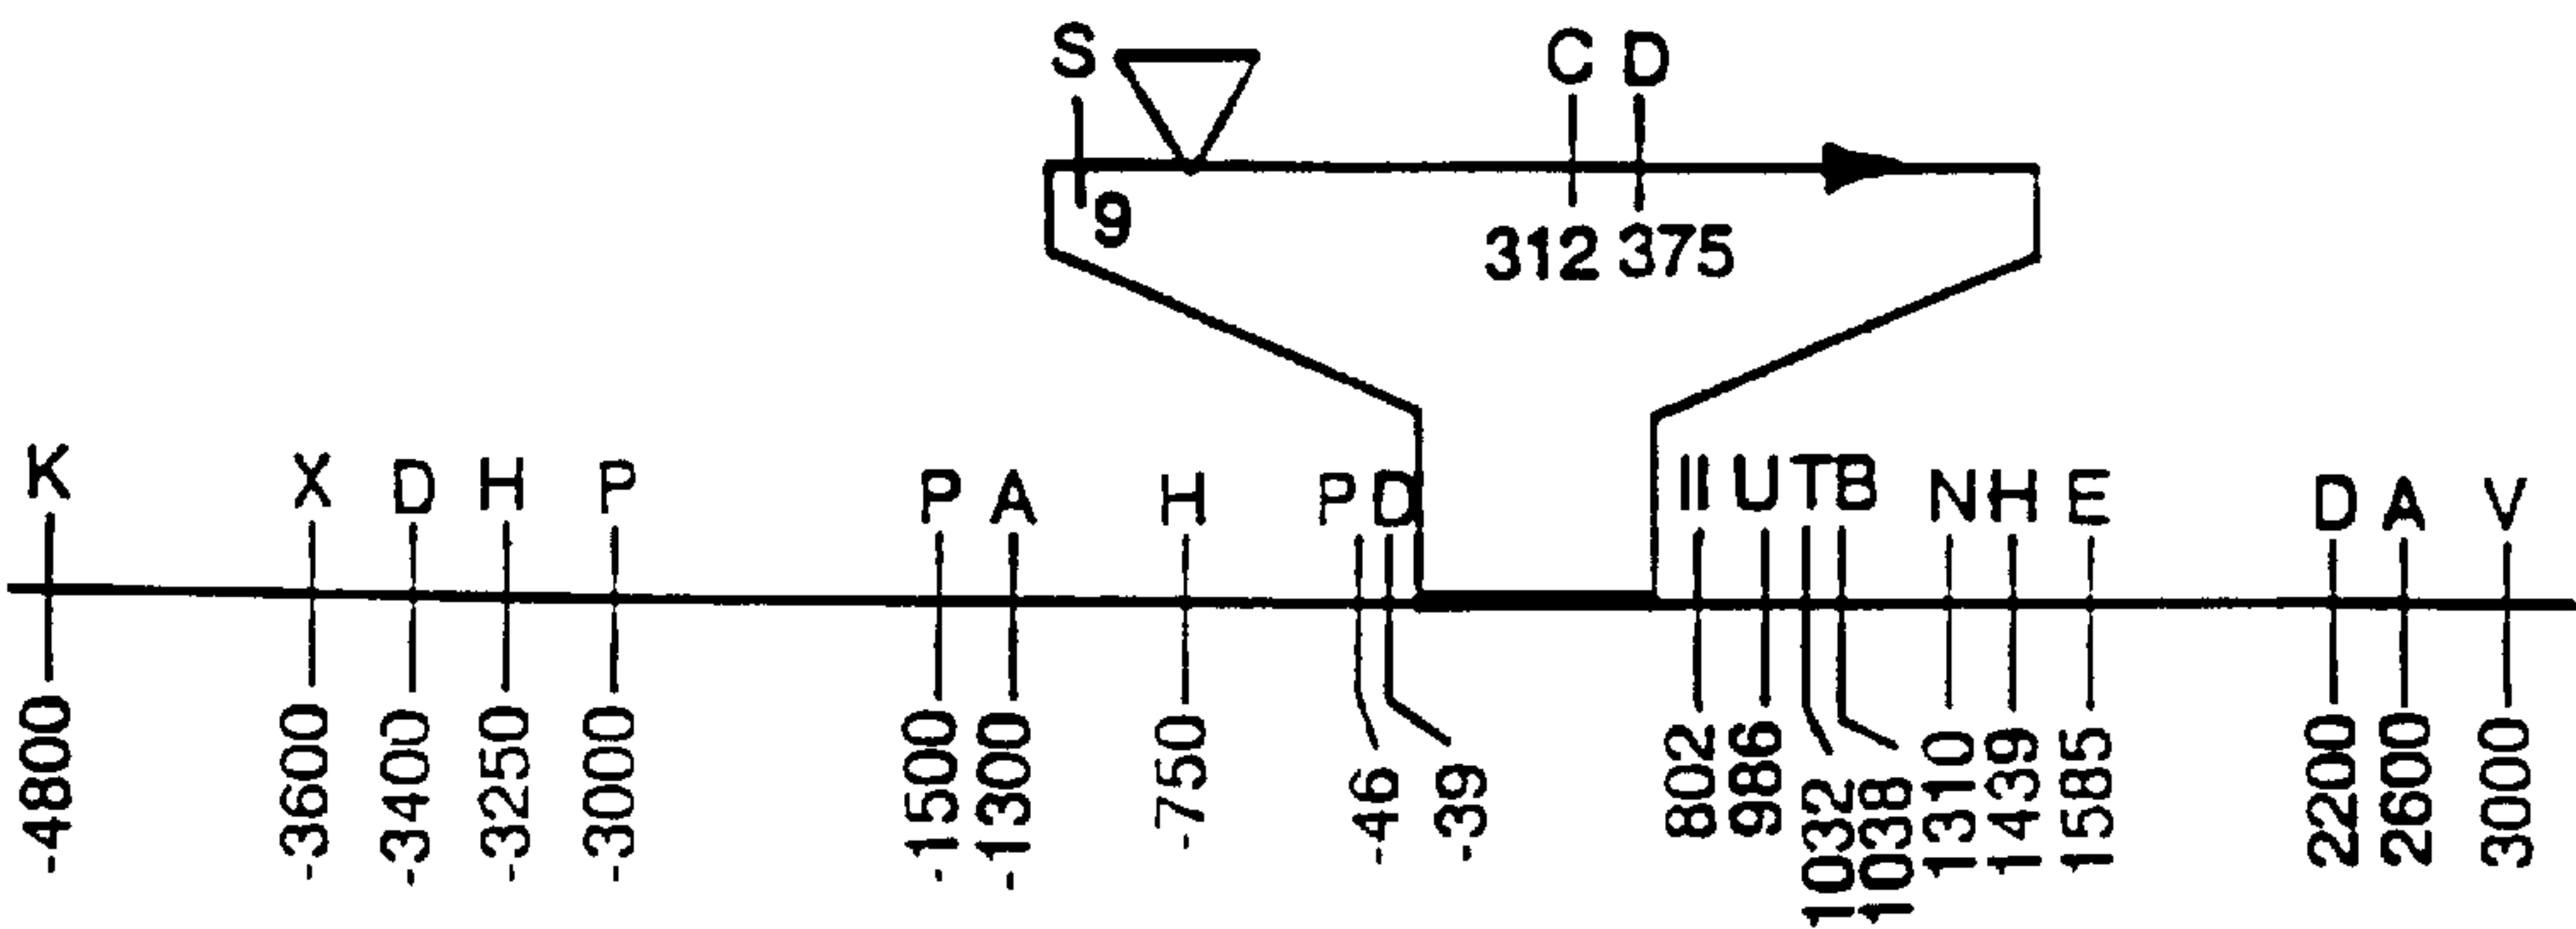 S C D
9 312 375
K X D H P P A H P D II U T B N H E D A V
-4800 -3600 -3400 -3250 -3000 -1500 -1300 -750 -46 -39 802 986 1032 1038 1310 1439 1585 2200 2600 3000